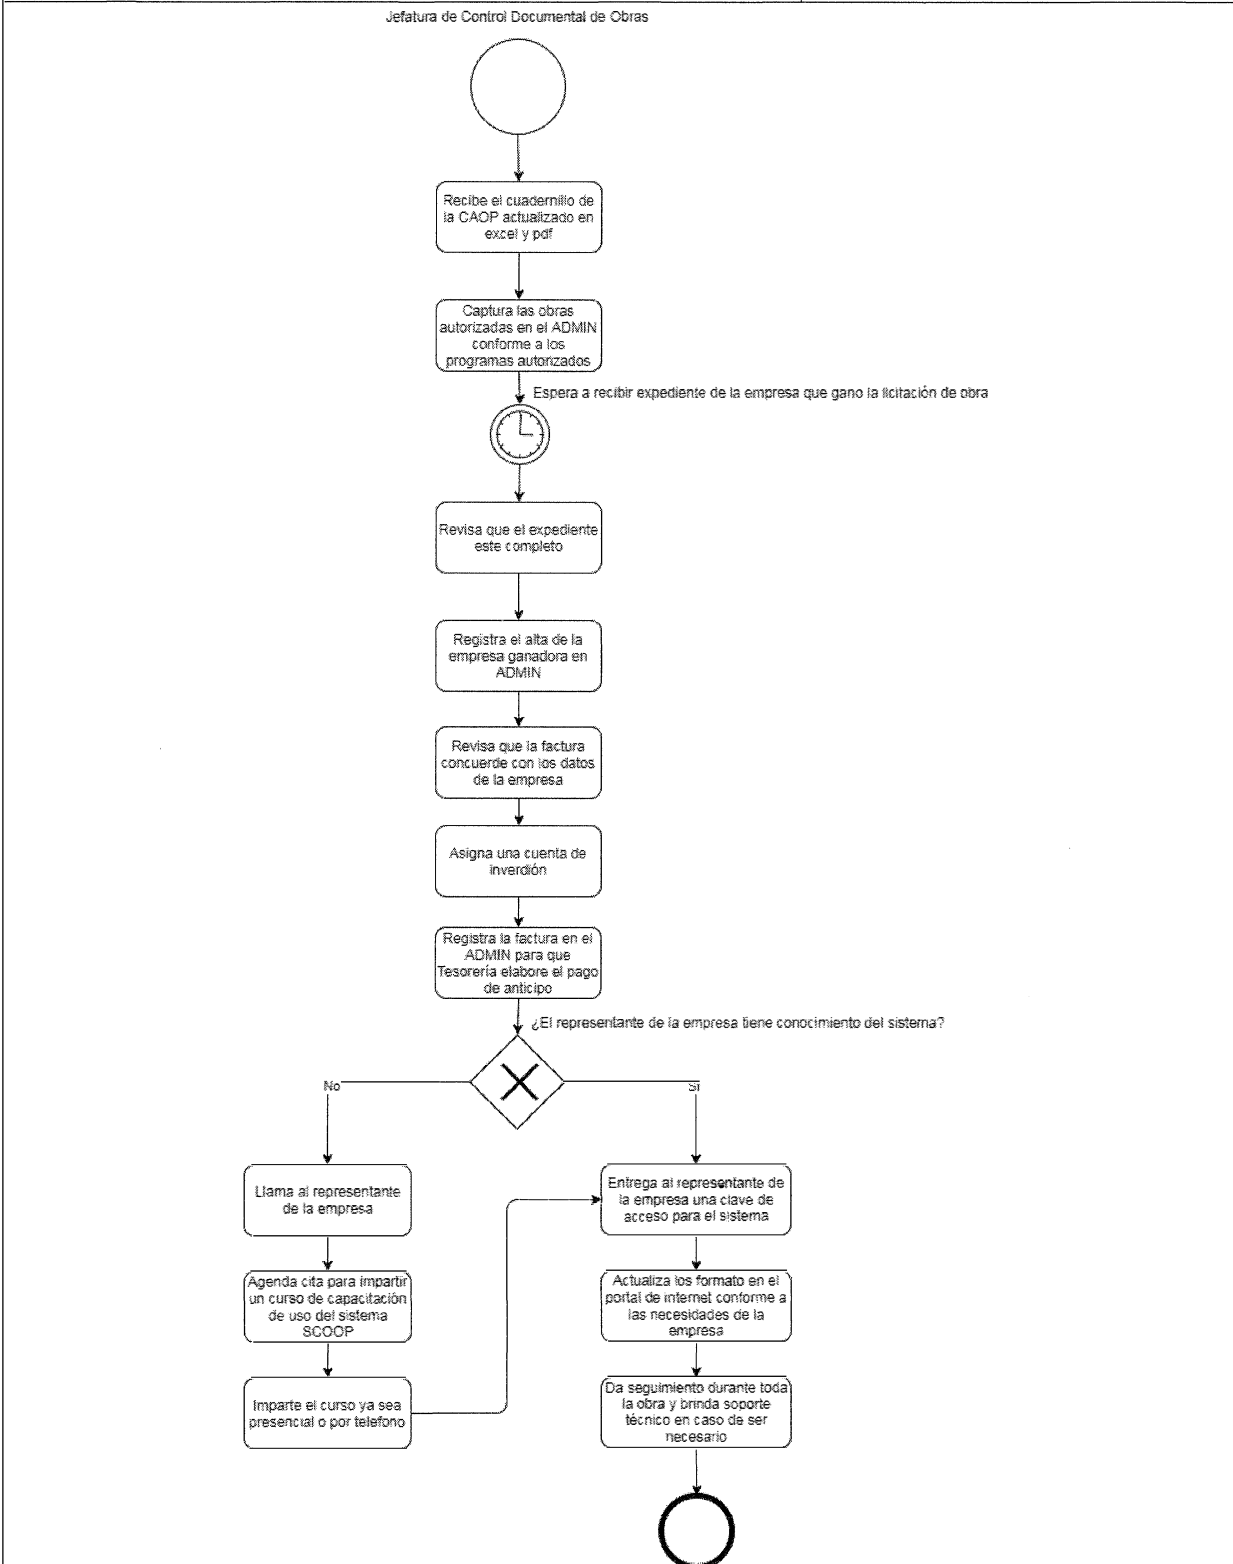 Jefatura de Control Documental de Obras
Recibe el cuadernillo de
la CAOP actualizado en
excel y pdf
Captura las obras
autorizadas en el ADMIN
conforme a los
programas autorizados
Espera a recibir expediente de la empresa que gano la licitación de obra
Revisa que el expediente
este completo
Registra el alta de la
empresa ganadora en
ADMIN
Revisa que la factura
concuerde con los datos
de la empresa
Asigna una cuenta de
inverdión
Registra la factura en el
ADMIN para que
Tesorería elabore el pago
de anticipo
¿El representante de la empresa tiene conocimiento del sistema?
No
Sí
Llama al representante
de la empresa
Agenda cita para impartir
un curso de capacitación
de uso del sistema
SCOOP
Imparte el curso ya sea
presencial o por telefono
Entrega al representante de
la empresa una clave de
acceso para el sistema
Actualiza los formato en el
portal de internet conforme a
las necesidades de la
empresa
Da seguimiento durante toda
la obra y brinda soporte
técnico en caso de ser
necesario